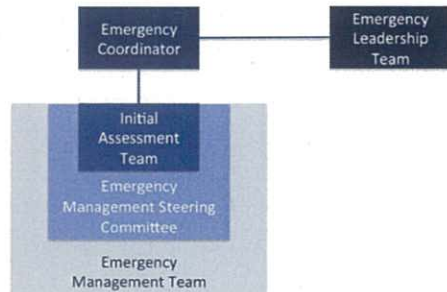 Emergency
Coordinator
Emergency
Leadership
Team
Initial
Assessment
Team
Emergency
Management Steering
Committee
Emergency
Management Team